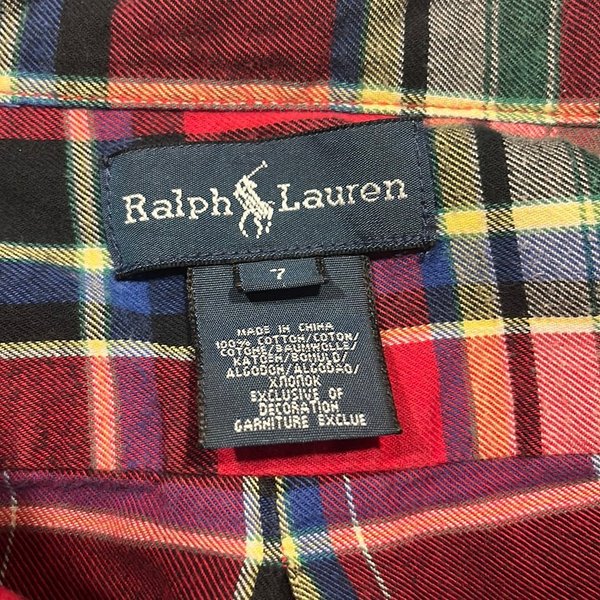 Ralph Lauren
7
MADE IN CHINA
100% COTTON/COTON/
COTONE/BAUMWOLLE/
KATOEN/BOMULD/
ALGODON/ALGODAO/
ХЛОПОК
EXCLUSIVE OF
DECORATION
GARNITURE EXCLUE